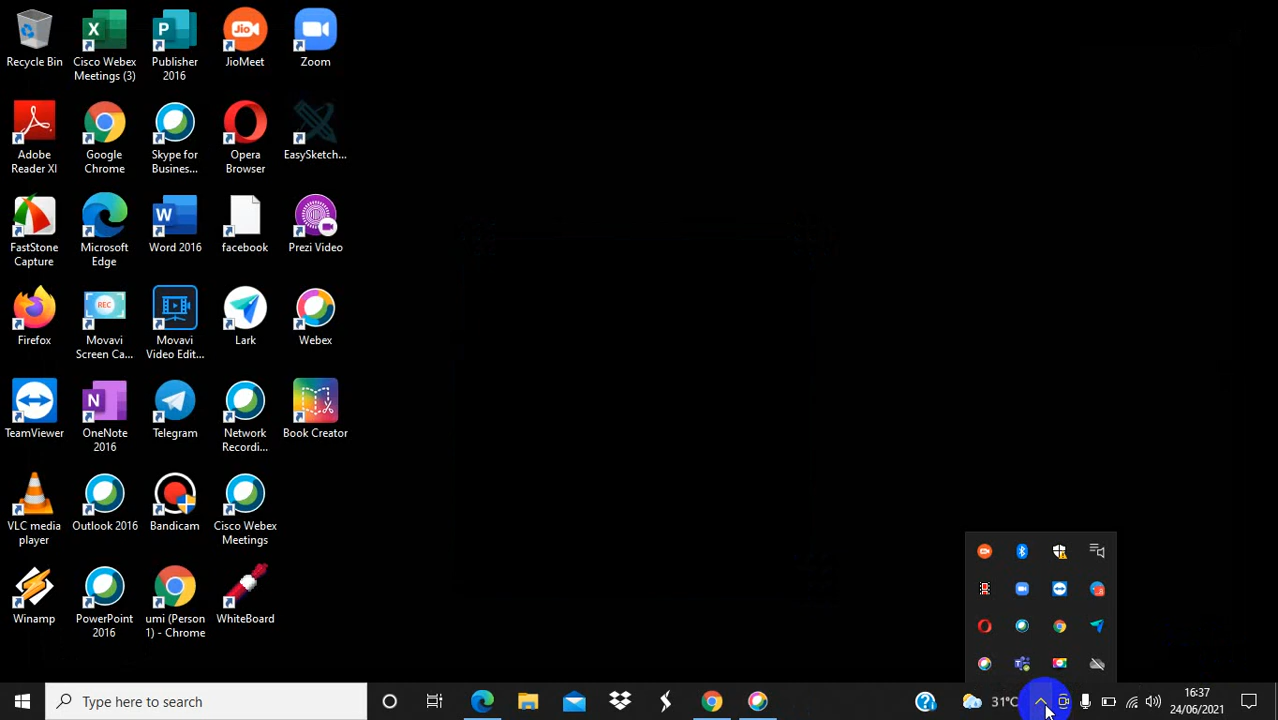 Recycle Bin
Cisco Webex
Meetings (3)
Publisher
2016
Jio
JioMeet
Zoom
Adobe
Reader XI
Google
Chrome
Skype for
Busines...
Opera
Browser
EasySketch...
FastStone
Capture
Microsoft
Edge
Word 2016
facebook
Prezi Video
Firefox
REC
Movavi
Screen Ca...
Movavi
Video Edit...
Lark
Webex
TeamViewer
OneNote
2016
Telegram
Network
Recordi...
Book Creator
VLC media
player
Outlook 2016
Bandicam
Cisco Webex
Meetings
Winamp
PowerPoint
2016
umi (Person
1) - Chrome
WhiteBoard
Type here to search
31°C
16:37
24/06/2021